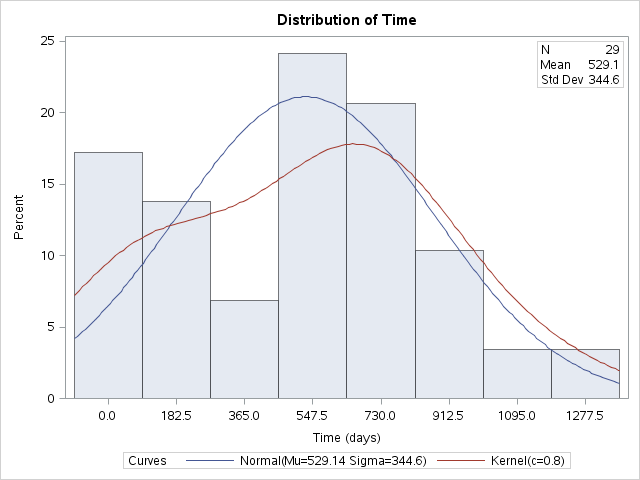 Distribution of Time
N 29
Mean 529.1
Std Dev 344.6
25
20
15
10
5
0
Percent
0.0 182.5 365.0 547.5 730.0 912.5 1095.0 1277.5
Time (days)
Curves Normal(Mu=529.14 Sigma=344.6) Kernel(c=0.8)